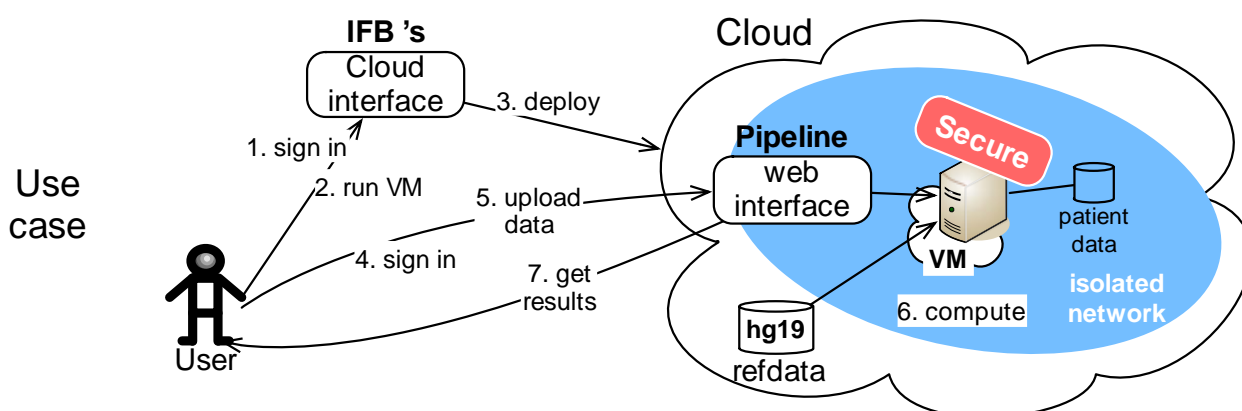 IFB 's
Cloud
interface
Cloud
3. deploy
Secure
Pipeline
web
interface
1. sign in
2. run VM
Use
case
5. upload
data
patient
data
4. sign in
VM
7. get
results
isolated
network
6. compute
hg19
refdata
User